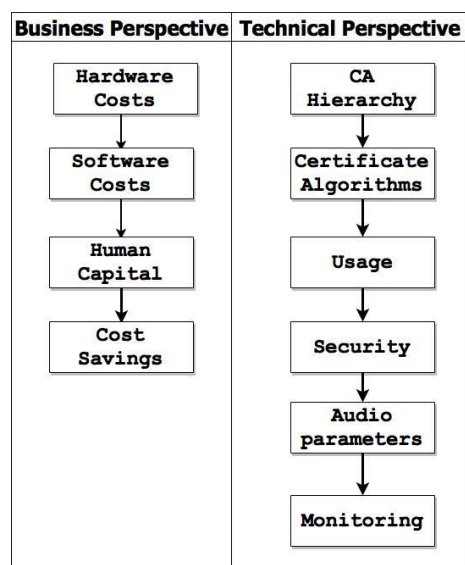 Business Perspective
Technical Perspective
Hardware
Costs
Software
Costs
Human
Capital
Cost
Savings
CA
Hierarchy
Certificate
Algorithms
Usage
Security
Audio
parameters
Monitoring